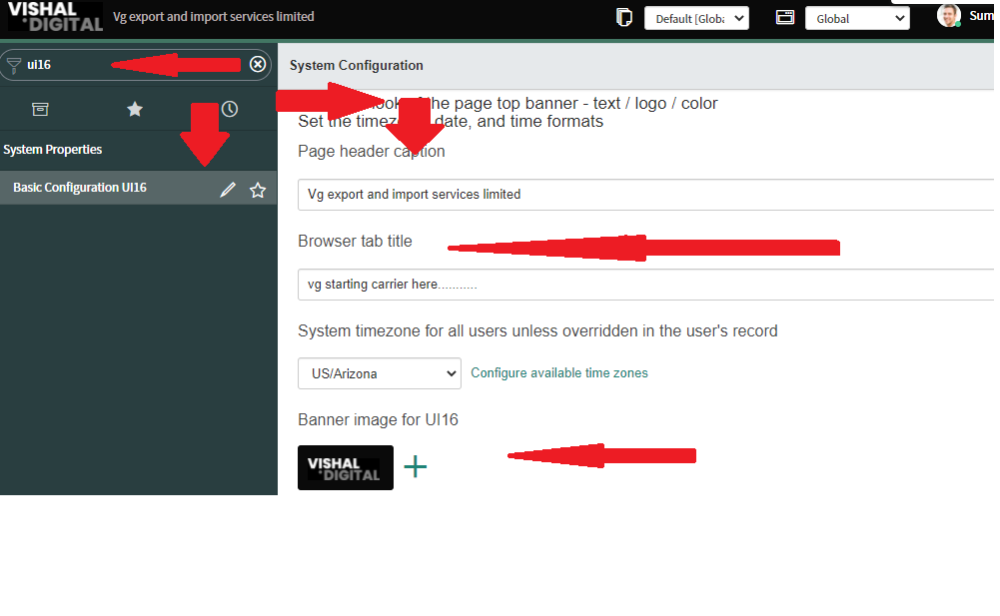 VISHAL
DIGITAL
Vg export and import services limited
Default [Globa
Global
Sum
ui16
System Configuration
look of the page top banner - text / logo / color
Set the timezone, date, and time formats
Page header caption
System Properties
Basic Configuration UI16
Vg export and import services limited
Browser tab title
vg starting carrier here...........
System timezone for all users unless overridden in the user's record
US/Arizona
Configure available time zones
Banner image for UI16
VISHAL
DIGITAL